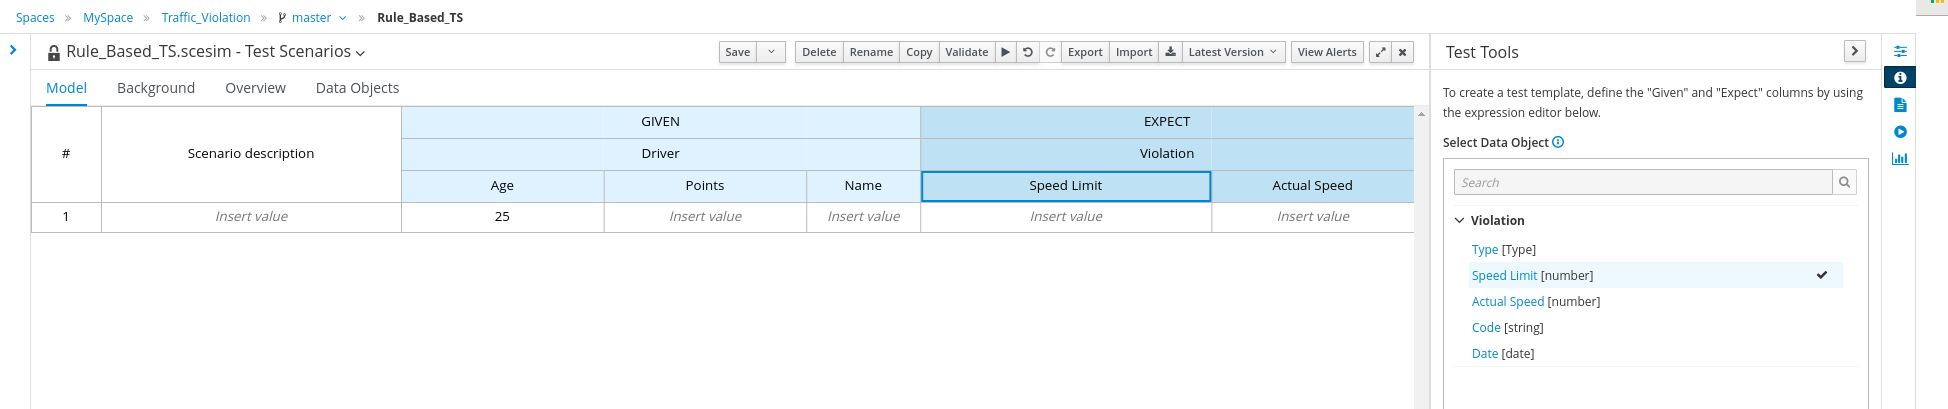 Spaces » MySpace » Traffic_Violation » master » Rule_Based_TS
Rule_Based_TS.scesim - Test Scenarios
Save Delete Rename Copy Validate Export Import Latest Version View Alerts
Test Tools
Model Background Overview Data Objects
To create a test template, define the "Given" and "Expect" columns by using
the expression editor below.
Select Data Object
Search
Violation
Type [Type]
Speed Limit [number]
Actual Speed [number]
Code [string]
Date [date]
# Scenario description GIVEN EXPECT
Driver Violation
Age Points Name Speed Limit Actual Speed
1 Insert value 25 Insert value Insert value Insert value Insert value